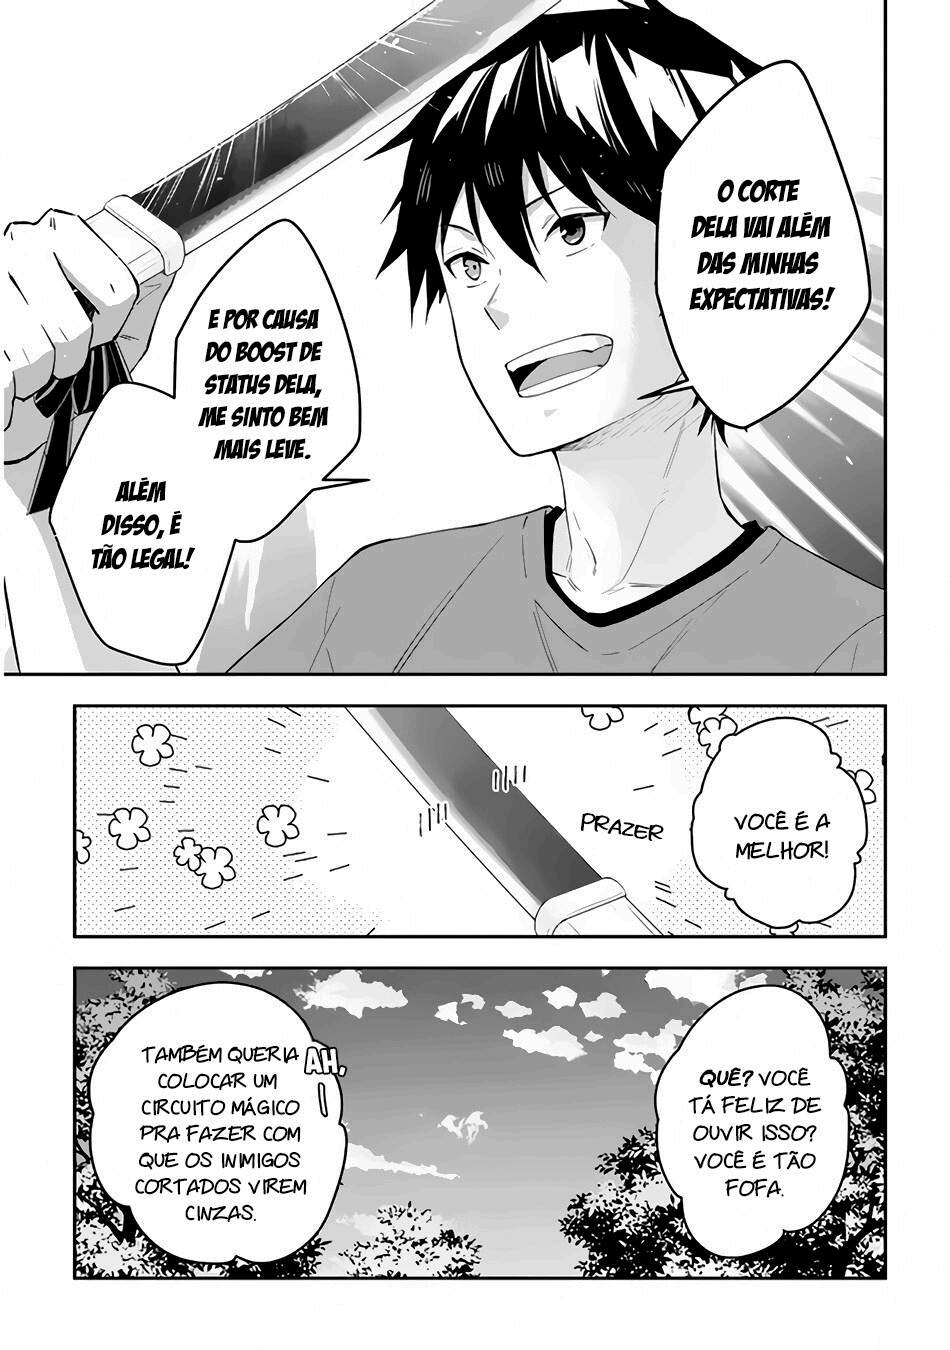 O CORTE
DELA VAI ALÉM
DAS MINHAS
EXPECTATIVAS!
E POR CAUSA
DO BOOST DE
STATUS DELA,
ME SINTO BEM
MAIS LEVE.
ALÉM
DISSO, É
TÃO LEGAL!
VOCÊ É A
MELHOR!
PRAZER
QUÊ? VOCÊ
TÁ FELIZ DE
OUVIR ISSO?
VOCÊ É TÃO
FOFA.
AH,
TAMBÉM QUERIA
COLOCAR UM
CIRCUITO MÁGICO
PRA FAZER COM
QUE OS INIMIGOS
CORTADOS VIREM
CINZAS.